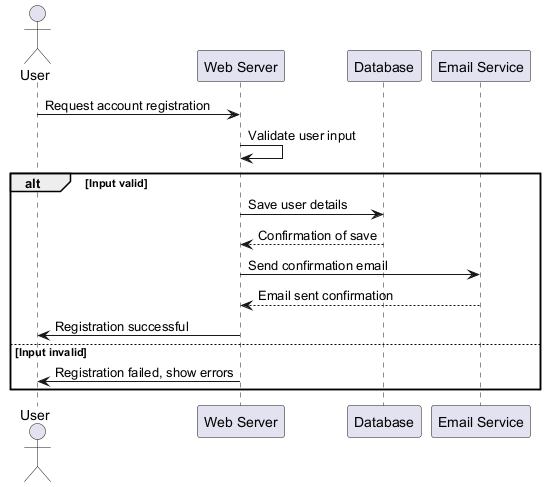 User
Web Server
Database
Email Service
Request account registration
Validate user input
alt
[Input valid]
Save user details
Confirmation of save
Send confirmation email
Email sent confirmation
Registration successful
[Input invalid]
Registration failed, show errors
User
Web Server
Database
Email Service